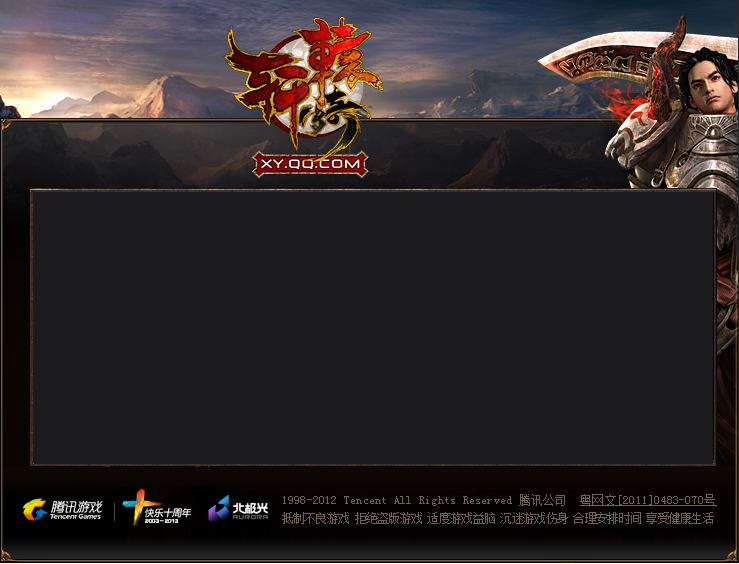 轩辕传奇
XY.QQ.COM
腾讯游戏
Tencent Games
快乐十周年
2003-2013
北极光
AURORA
1998-2012 Tencent All Rights Reserved 腾讯公司 粤网文[2011]0483-070号
抵制不良游戏 拒绝盗版游戏 适度游戏益脑 沉迷游戏伤身 合理安排时间 享受健康生活